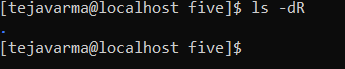 [tejavarma@localhost five]$ ls -dR
.
[tejavarma@localhost five]$